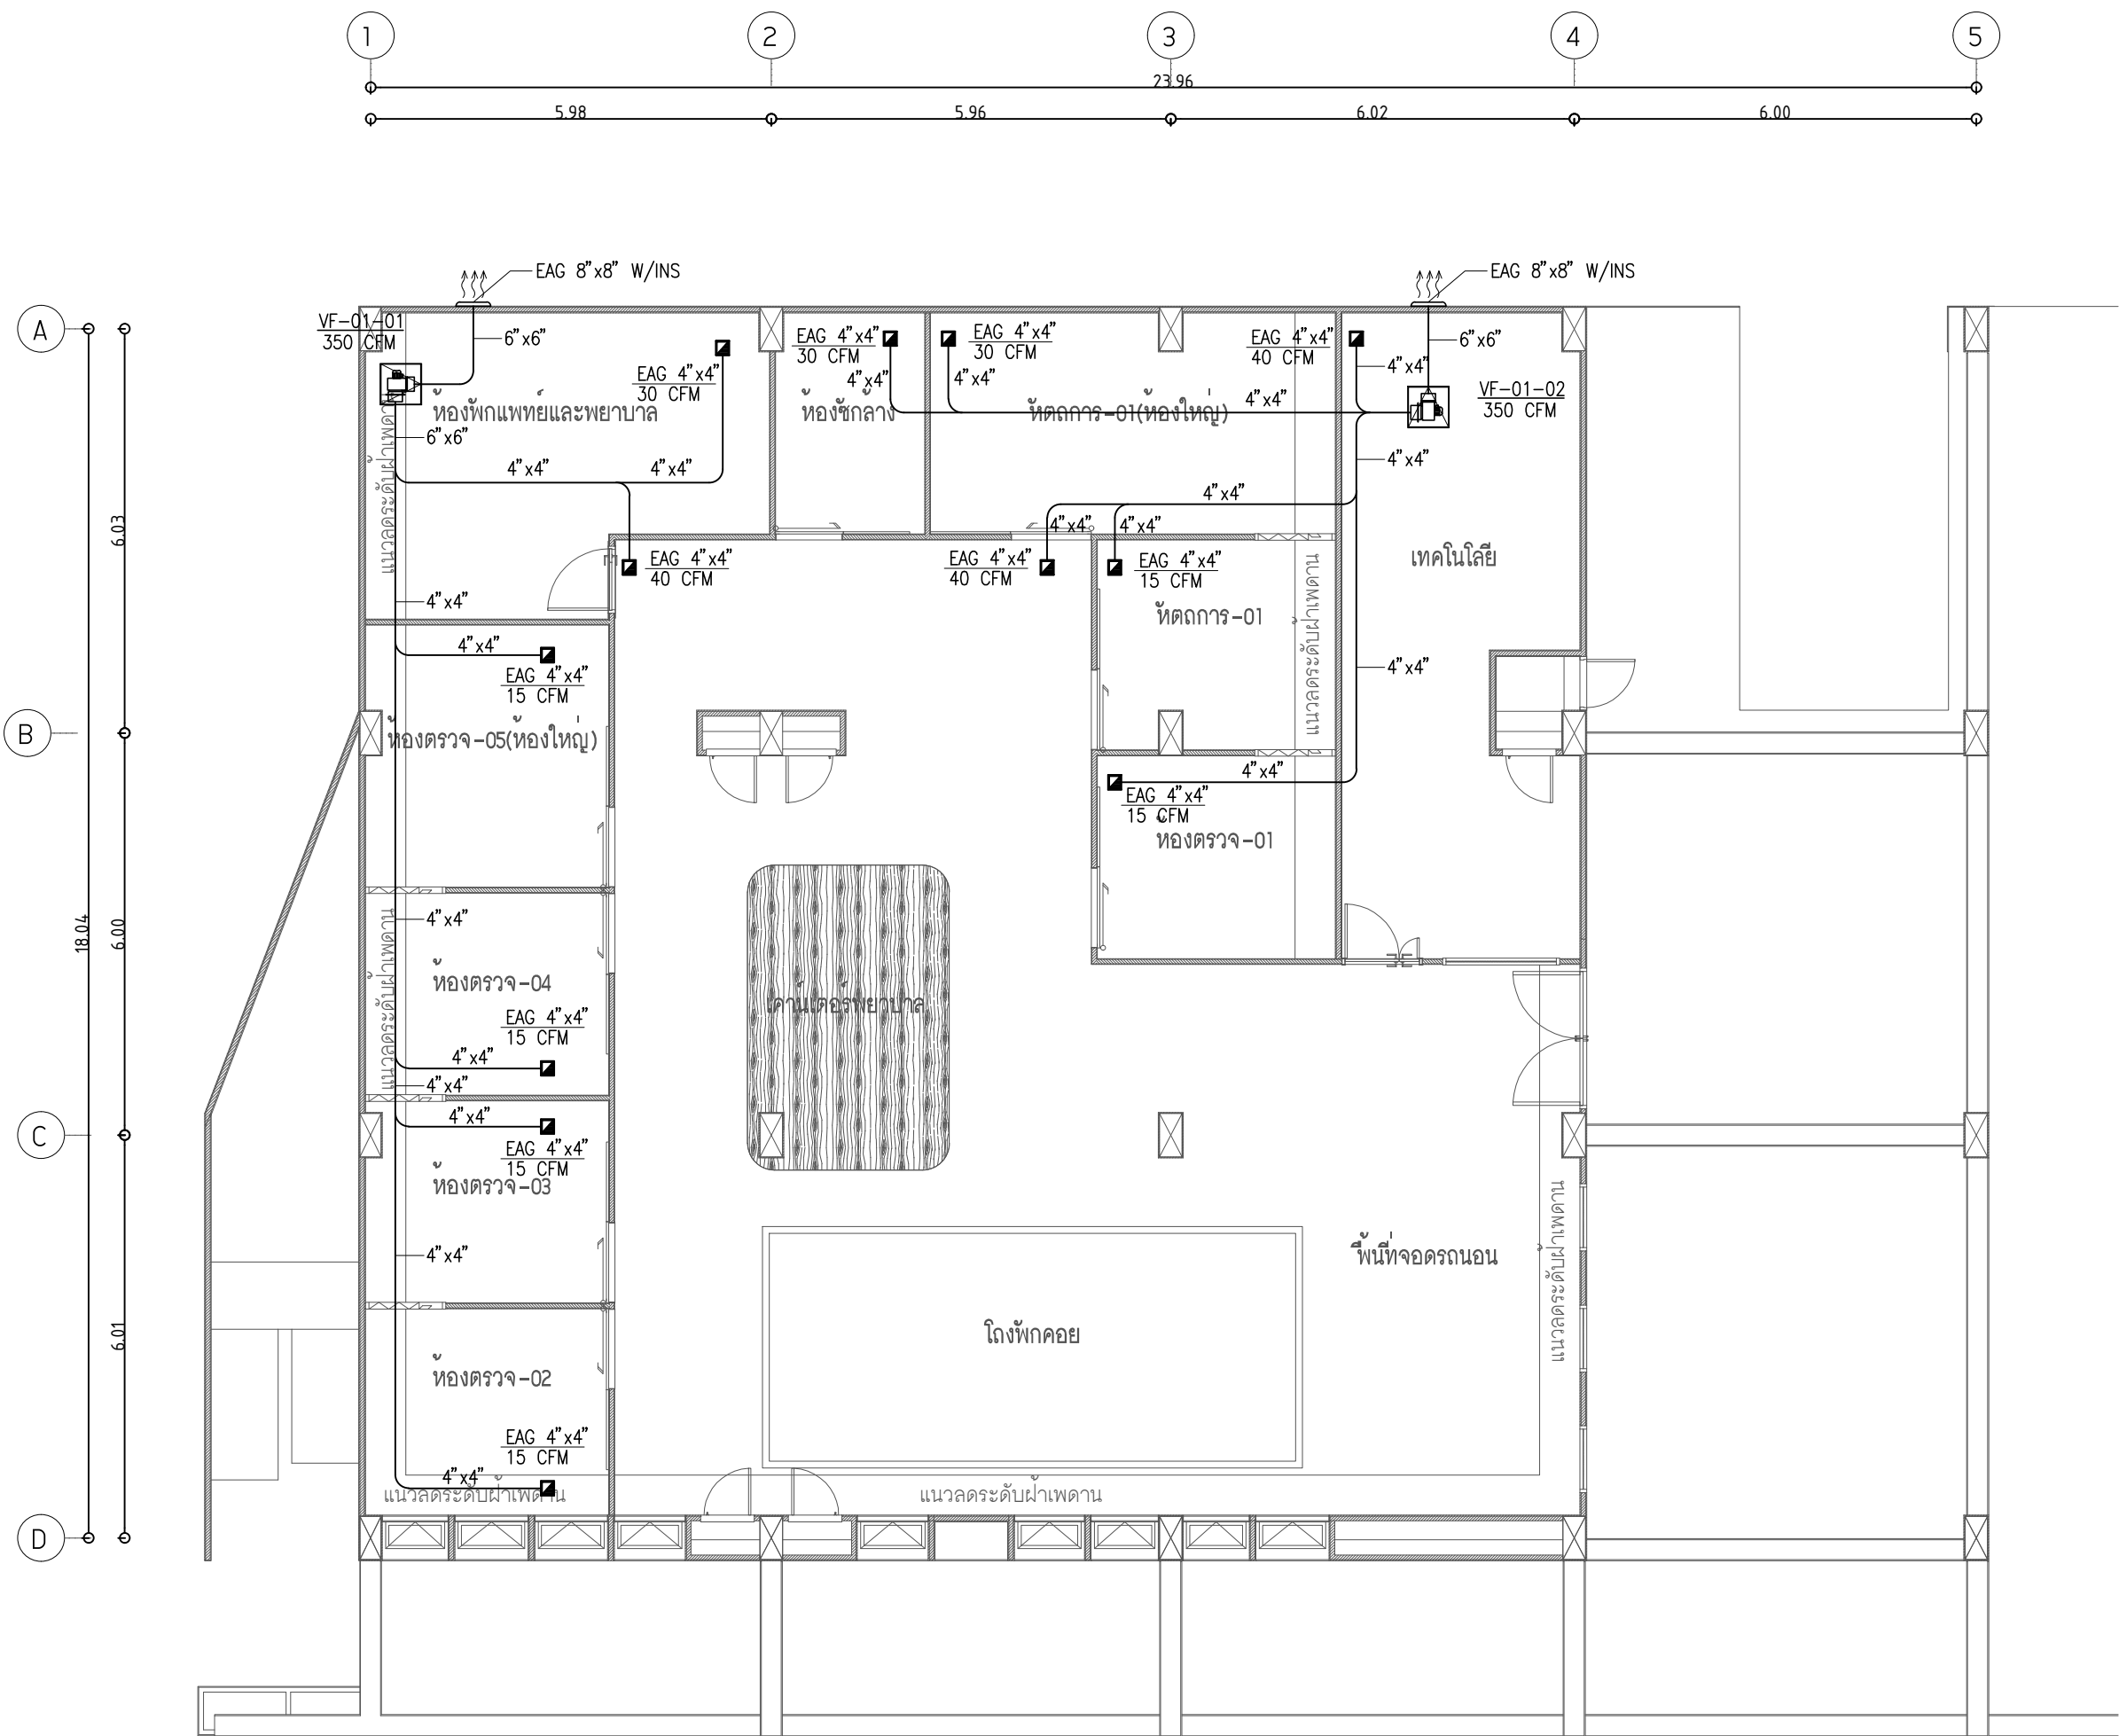 1
2
3
4
5
23.96
5.98
5.96
6.02
6.00
EAG 8"x8" W/INS
EAG 8"x8" W/INS
A
VF-01-01
350 CFM
6"x6"
EAG 4"x4"
30 CFM
EAG 4"x4"
30 CFM
4"x4"
EAG 4"x4"
30 CFM
4"x4"
EAG 4"x4"
40 CFM
4"x4"
6"x6"
VF-01-02
350 CFM
4"x4"
ห้องพักแพทย์และพยาบาล
ห้องซักล้าง
หัตถการ-01(ห้องใหญ่)
6"x6"
4"x4"
4"x4"
4"x4"
4"x4"
4"x4"
4"x4"
แนวลดระดับฝ้าเพดาน
6.03
EAG 4"x4"
40 CFM
EAG 4"x4"
40 CFM
EAG 4"x4"
15 CFM
เทคโนโลยี
4"x4"
หัตถการ-01
แนวลดระดับฝ้าเพดาน
4"x4"
4"x4"
EAG 4"x4"
15 CFM
B
ห้องตรวจ-05(ห้องใหญ่)
4"x4"
EAG 4"x4"
15 CFM
ห้องตรวจ-01
18.04
6.00
4"x4"
แนวลดระดับฝ้าเพดาน
ห้องตรวจ-04
เคาน์เตอร์พยาบาล
EAG 4"x4"
15 CFM
4"x4"
4"x4"
4"x4"
C
EAG 4"x4"
15 CFM
ห้องตรวจ-03
4"x4"
พื้นที่จอดรถนอน
แนวลดระดับฝ้าเพดาน
6.01
โถงพักคอย
ห้องตรวจ-02
EAG 4"x4"
15 CFM
4"x4"
แนวลดระดับฝ้าเพดาน
แนวลดระดับฝ้าเพดาน
D